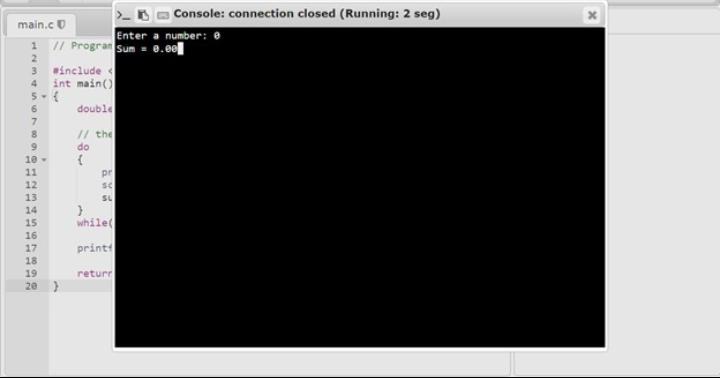 >_ Console: connection closed (Running: 2 seg)
main.c
Enter a number: 0
Sum = 0.00
1 // Program
2
3 #include <
4 int main()
5 {
6 double
7
8 // the
9 do
10 {
11 pr
12 sc
13 su
14 }
15 while(
16
17 printf
18
19 return
20 }